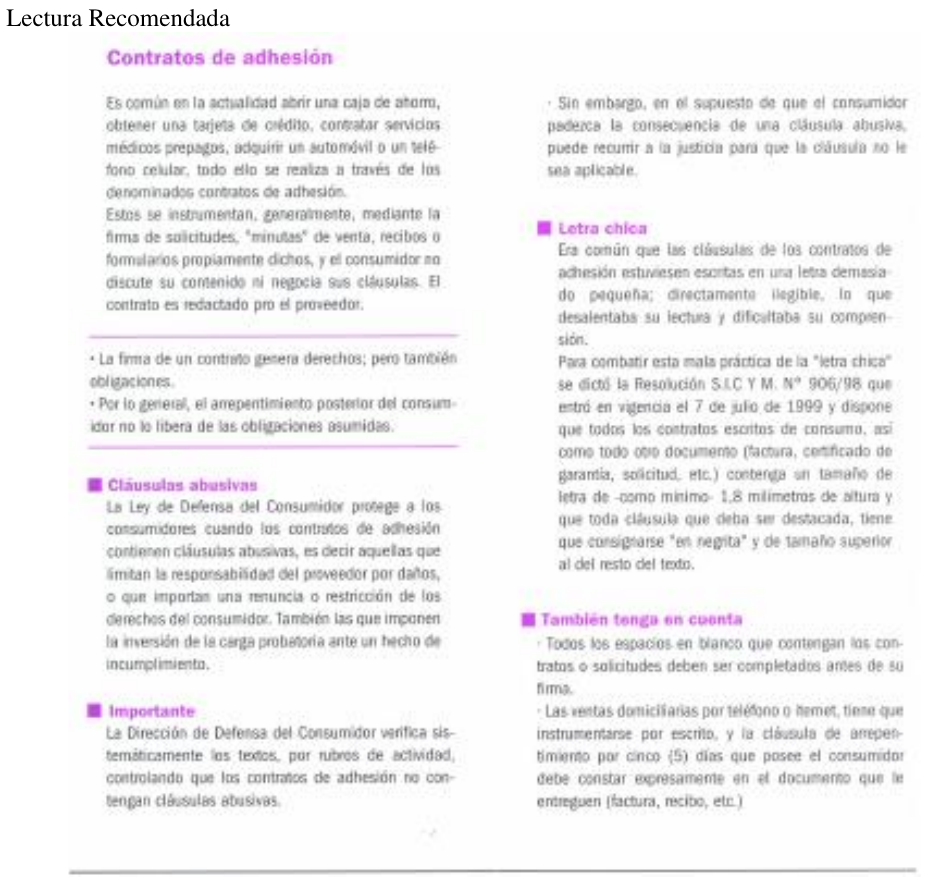 Lectura Recomendada
Contratos de adhesión
Es común en la actualidad abrir una caja de ahorro,
obtener una tarjeta de crédito, contratar servicios
médicos prepagos, adquirir un automóvil o un telé-
fono celular, todo ello se realiza a través de los
denominados contratos de adhesión.
Estos se instrumentan, generalmente, mediante la
firma de solicitudes, "minutas" de venta, recibos o
formularios propiamente dichos, y el consumidor no
discute su contenido ni negocia sus cláusulas. El
contrato es redactado pro el proveedor.
• La firma de un contrato genera derechos; pero también
obligaciones.
• Por lo general, el arrepentimiento posterior del consum-
idor no lo libera de las obligaciones asumidas.
Cláusulas abusivas
La Ley de Defensa del Consumidor protege a los
consumidores cuando los contratos de adhesión
contienen cláusulas abusivas, es decir aquellas que
limitan la responsabilidad del proveedor por daños,
o que importan una renuncia o restricción de los
derechos del consumidor. También las que imponen
la inversión de la carga probatoria ante un hecho de
incumplimiento.
Importante
La Dirección de Defensa del Consumidor verifica sis-
temáticamente los textos, por rubros de actividad,
controlando que los contratos de adhesión no con-
tengan cláusulas abusivas.
· Sin embargo, en el supuesto de que el consumidor
padezca la consecuencia de una cláusula abusiva,
puede recurrir a la justicia para que la cláusula no le
sea aplicable.
Letra chica
Era común que las cláusulas de los contratos de
adhesión estuviesen escritas en una letra demasia-
do pequeña; directamente ilegible, lo que
desalentaba su lectura y dificultaba su compren-
sión.
Para combatir esta mala práctica de la "letra chica"
se dictó la Resolución S.I.C Y M. N° 906/98 que
entró en vigencia el 7 de julio de 1999 y dispone
que todos los contratos escritos de consumo, así
como todo otro documento (factura, certificado de
garantía, solicitud, etc.) contenga un tamaño de
letra de -como mínimo- 1,8 milímetros de altura y
que toda cláusula que deba ser destacada, tiene
que consignarse "en negrita" y de tamaño superior
al del resto del texto.
También tenga en cuenta
· Todos los espacios en blanco que contengan los con-
tratos o solicitudes deben ser completados antes de su
firma.
· Las ventas domiciliarias por teléfono o iternet, tiene que
instrumentarse por escrito, y la cláusula de arrepen-
timiento por cinco (5) días que posee el consumidor
debe constar expresamente en el documento que le
entreguen (factura, recibo, etc.)